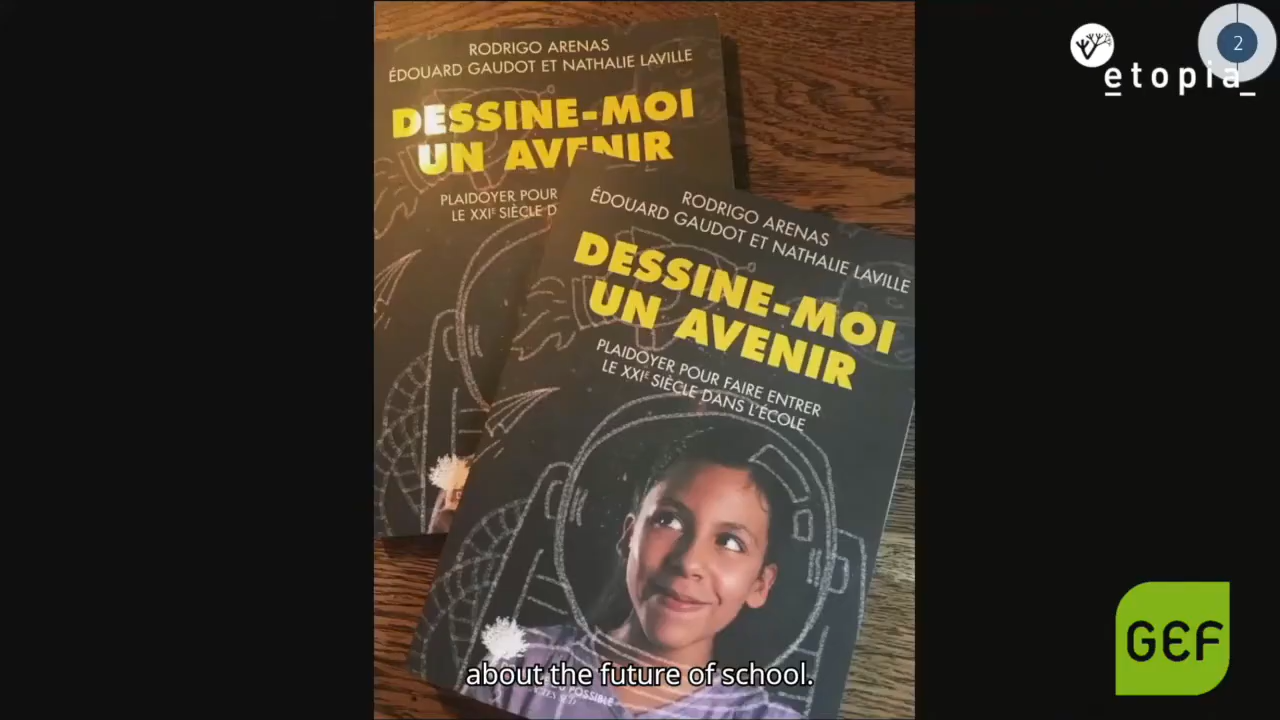 RODRIGO ARENAS
ÉDOUARD GAUDOT ET NATHALIE LAVILLE
DESSINE-MOI
UN AVENIR
PLAIDOYER POUR
LE XXIE SIÈCLE D
RODRIGO ARENAS
ÉDOUARD GAUDOT ET NATHALIE LAVILLE
DESSINE-MOI
UN AVENIR
PLAIDOYER POUR FAIRE ENTRER
LE XXIE SIÈCLE DANS L'ÉCOLE
POSSIBLE
about the future of school.
etopia_
2
GEF